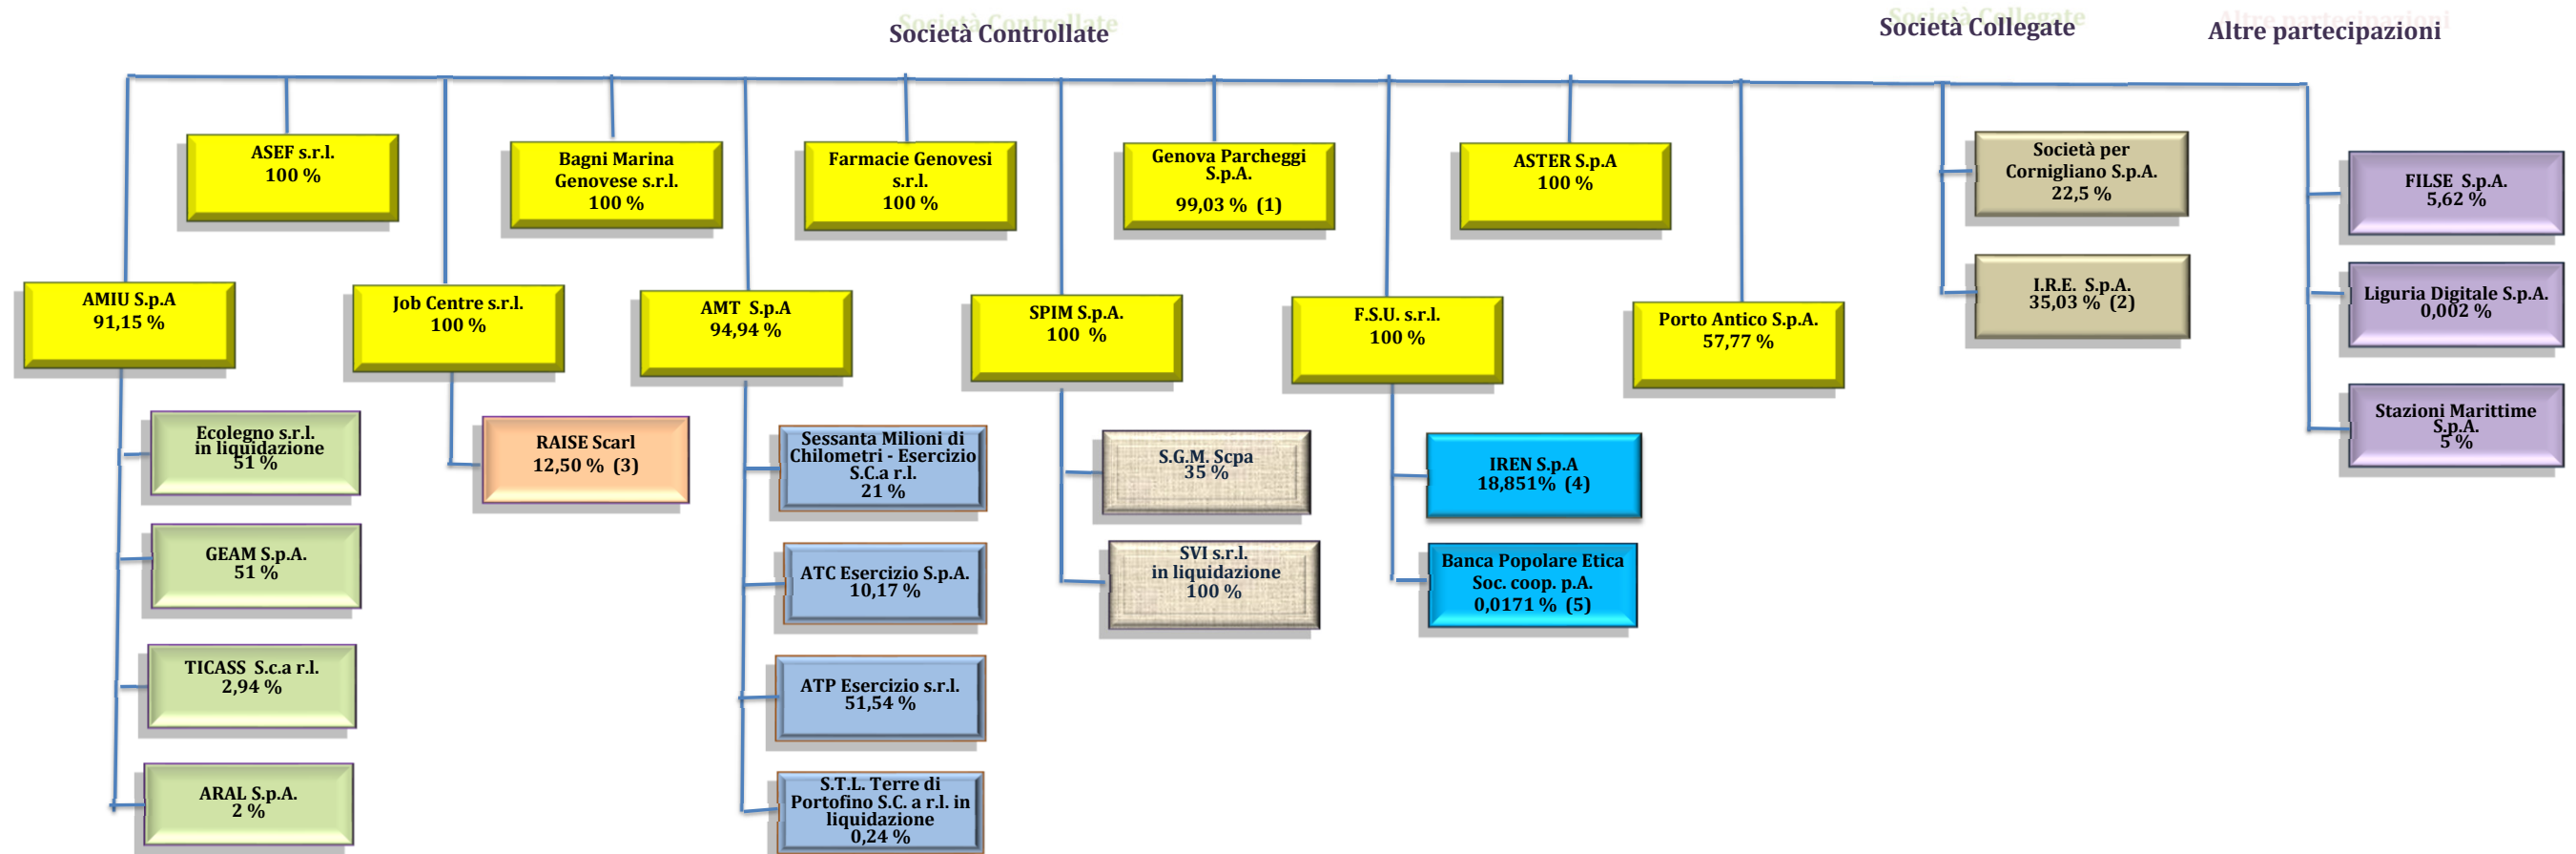 Società Controllate
Società Collegate
Altre partecipazioni
ASEF s.r.l.
100 %
Bagni Marina
Genovese s.r.l.
100 %
Farmacie Genovesi
s.r.l.
100 %
Genova Parcheggi
S.p.A.
99,03 % (1)
ASTER S.p.A
100 %
Società per
Cornigliano S.p.A.
22,5 %
FILSE S.p.A.
5,62 %
AMIU S.p.A
91,15 %
Job Centre s.r.l.
100 %
AMT S.p.A
94,94 %
SPIM S.p.A.
100 %
F.S.U. s.r.l.
100 %
Porto Antico S.p.A.
57,77 %
I.R.E. S.p.A.
35,03 % (2)
Liguria Digitale S.p.A.
0,002 %
Stazioni Marittime
S.p.A.
5 %
Ecolegno s.r.l.
in liquidazione
51 %
RAISE Scarl
12,50 % (3)
Sessanta Milioni di
Chilometri - Esercizio
S.C.a r.l.
21 %
S.G.M. Scpa
35 %
IREN S.p.A
18,851% (4)
GEAM S.p.A.
51 %
ATC Esercizio S.p.A.
10,17 %
SVI s.r.l.
in liquidazione
100 %
Banca Popolare Etica
Soc. coop. p.A.
0,0171 % (5)
TICASS S.c.a r.l.
2,94 %
ATP Esercizio s.r.l.
51,54 %
ARAL S.p.A.
2 %
S.T.L. Terre di
Portofino S.C. a r.l. in
liquidazione
0,24 %